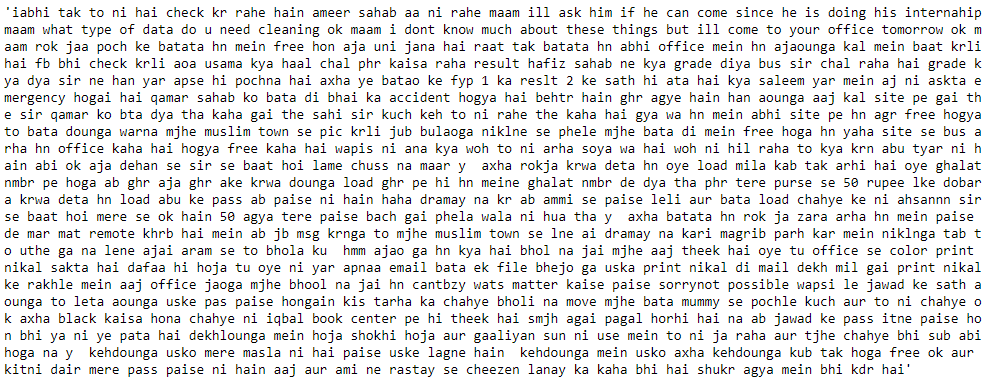 'iabhi tak to ni hai check kr rahe hain ameer sahab aa ni rahe maam ill ask him if he can come since he is doing his internahip
maam what type of data do u need cleaning ok maam i dont know much about these things but ill come to your office tomorrow ok m
aam rok jaa poch ke batata hn mein free hon aja uni jana hai raat tak batata hn abhi office mein hn ajaounga kal mein baat krli
hai fb bhi check krli aoa usama kya haal chal phr kaisa raha result hafiz sahab ne kya grade diya bus sir chal raha hai grade k
ya dya sir ne han yar apse hi pochna hai axha ye batao ke fyp 1 ka reslt 2 ke sath hi ata hai kya saleem yar mein aj ni askta e
mergency hogai hai qamar sahab ko bata di bhai ka accident hogya hai behtr hain ghr agye hain han aounga aaj kal site pe gai th
e sir qamar ko bta dya tha kaha gai the sahi sir kuch keh to ni rahe the kaha hai gya wa hn mein abhi site pe hn agr free hogya
to bata dounga warna mjhe muslim town se pic krli jub bulaoga niklne se phele mjhe bata di mein free hoga hn yaha site se bus a
rha hn office kaha hai hogya free kaha hai wapis ni ana kya woh to ni arha soya wa hai woh ni hil raha to kya krn abu tyar ni h
ain abi ok aja dehan se sir se baat hoi lame chuss na maar y  axha rokja krwa deta hn oye load mila kab tak arhi hai oye ghalat
nmbr pe hoga ab ghr aja ghr ake krwa dounga load ghr pe hi hn meine ghalat nmbr de dya tha phr tere purse se 50 rupee lke dobar
a krwa deta hn load abu ke pass ab paise ni hain haha dramay na kr ab ammi se paise leli aur bata load chahye ke ni ahsannn sir
se baat hoi mere se ok hain 50 agya tere paise bach gai phela wala ni hua tha y  axha batata hn rok ja zara arha hn mein paise
de mar mat remote khrb hai mein ab jb msg krnga to mjhe muslim town se lne ai dramay na kari magrib parh kar mein niklnga tab t
o uthe ga na lene ajai aram se to bhola ku  hmm ajao ga hn kya hai bhol na jai mjhe aaj theek hai oye tu office se color print
nikal sakta hai dafaa hi hoja tu oye ni yar apnaa email bata ek file bhejo ga uska print nikal di mail dekh mil gai print nikal
ke rakhle mein aaj office jaoga mjhe bhool na jai hn cantbzy wats matter kaise paise sorrynot possible wapsi le jawad ke sath a
ounga to leta aounga uske pas paise hongain kis tarha ka chahye bholi na move mjhe bata mummy se pochle kuch aur to ni chahye o
k axha black kaisa hona chahye ni iqbal book center pe hi theek hai smjh agai pagal horhi hai na ab jawad ke pass itne paise ho
n bhi ya ni ye pata hai dekhlounga mein hoja shokhi hoja aur gaaliyan sun ni use mein to ni ja raha aur tjhe chahye bhi sub abi
hoga na y  kehdounga usko mere masla ni hai paise uske lagne hain  kehdounga mein usko axha kehdounga kub tak hoga free ok aur
kitni dair mere pass paise ni hain aaj aur ami ne rastay se cheezen lanay ka kaha bhi hai shukr agya mein bhi kdr hai'